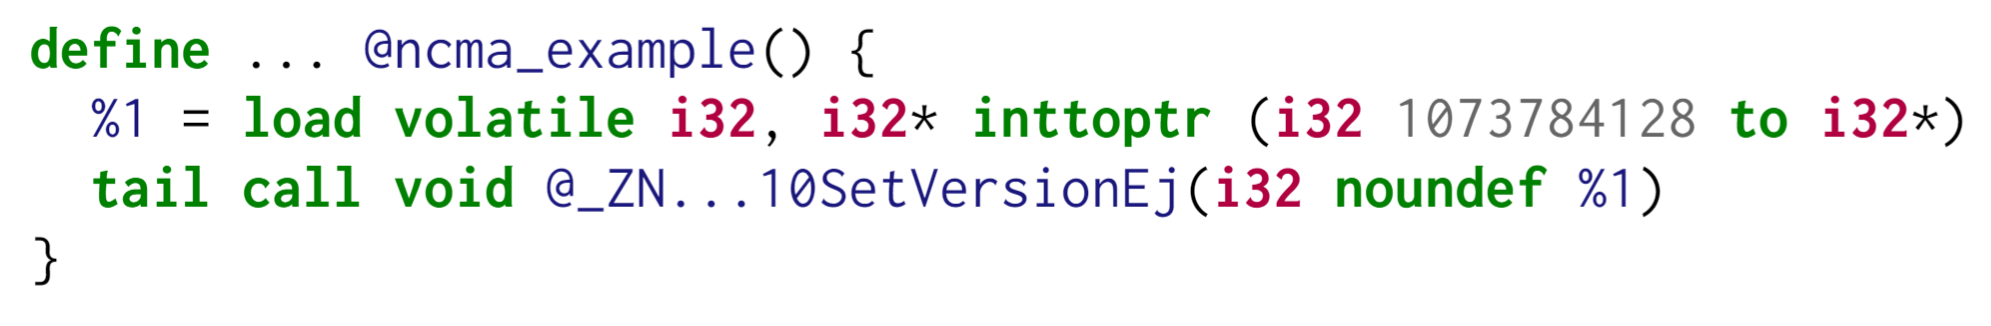 define ... @ncma_example() {
  %1 = load volatile i32, i32* inttoptr (i32 1073784128 to i32*)
  tail call void @_ZN...10SetVersionEj(i32 noundef %1)
}